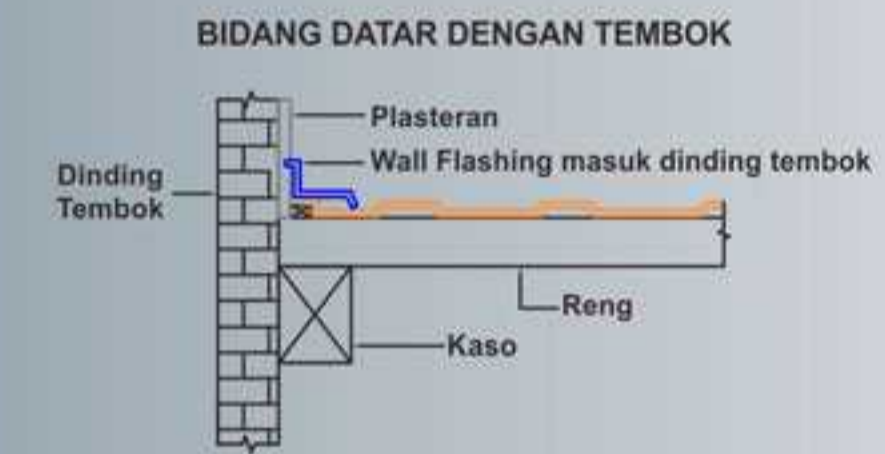 BIDANG DATAR DENGAN TEMBOK
Plasteran
Wall Flashing masuk dinding tembok
Dinding
Tembok
Reng
Kaso